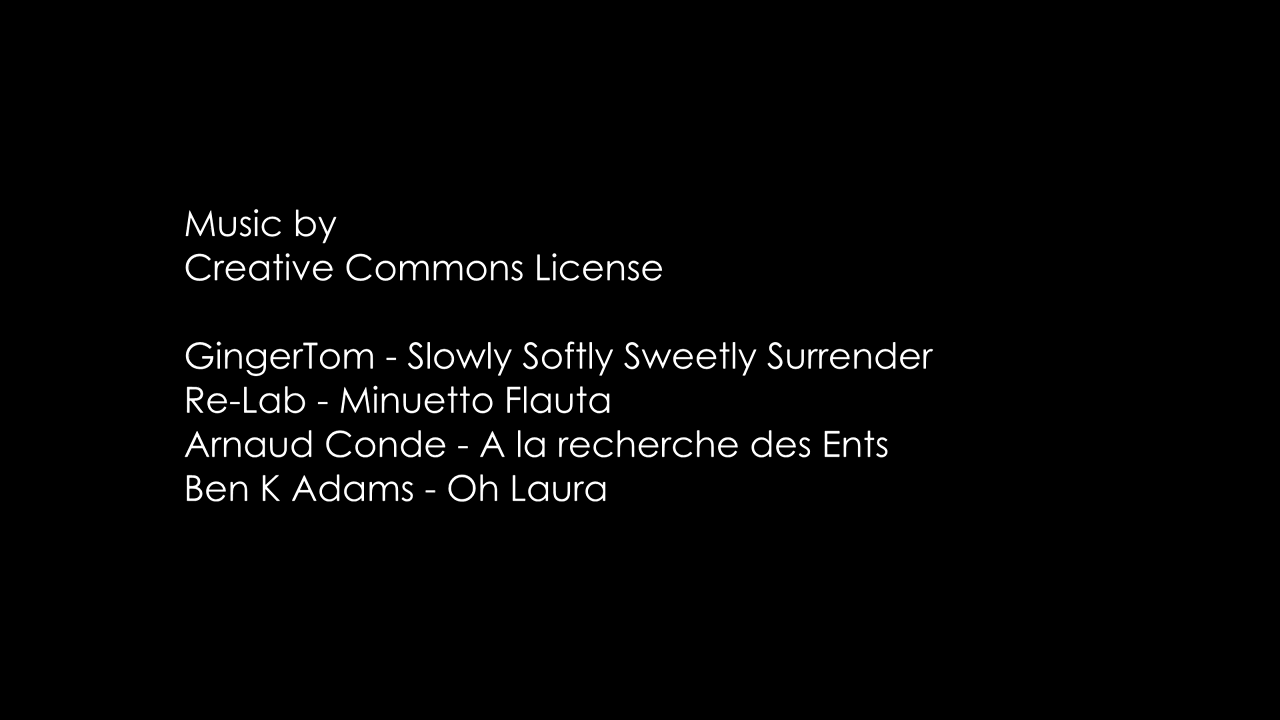 Music by
Creative Commons License
GingerTom - Slowly Softly Sweetly Surrender
Re-Lab - Minuetto Flauta
Arnaud Conde - A la recherche des Ents
Ben K Adams - Oh Laura